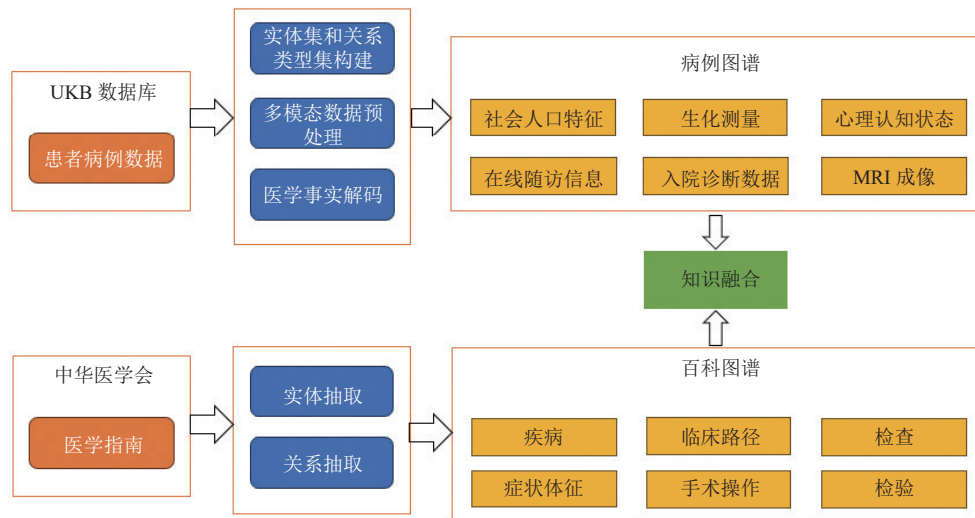 UKB 数据库
患者病例数据
实体集和关系
类型集构建
多模态数据预
处理
医学事实解码
病例图谱
社会人口特征
生化测量
心理认知状态
在线随访信息
入院诊断数据
MRI 成像
知识融合
中华医学会
医学指南
实体抽取
关系抽取
百科图谱
疾病
临床路径
检查
症状体征
手术操作
检验